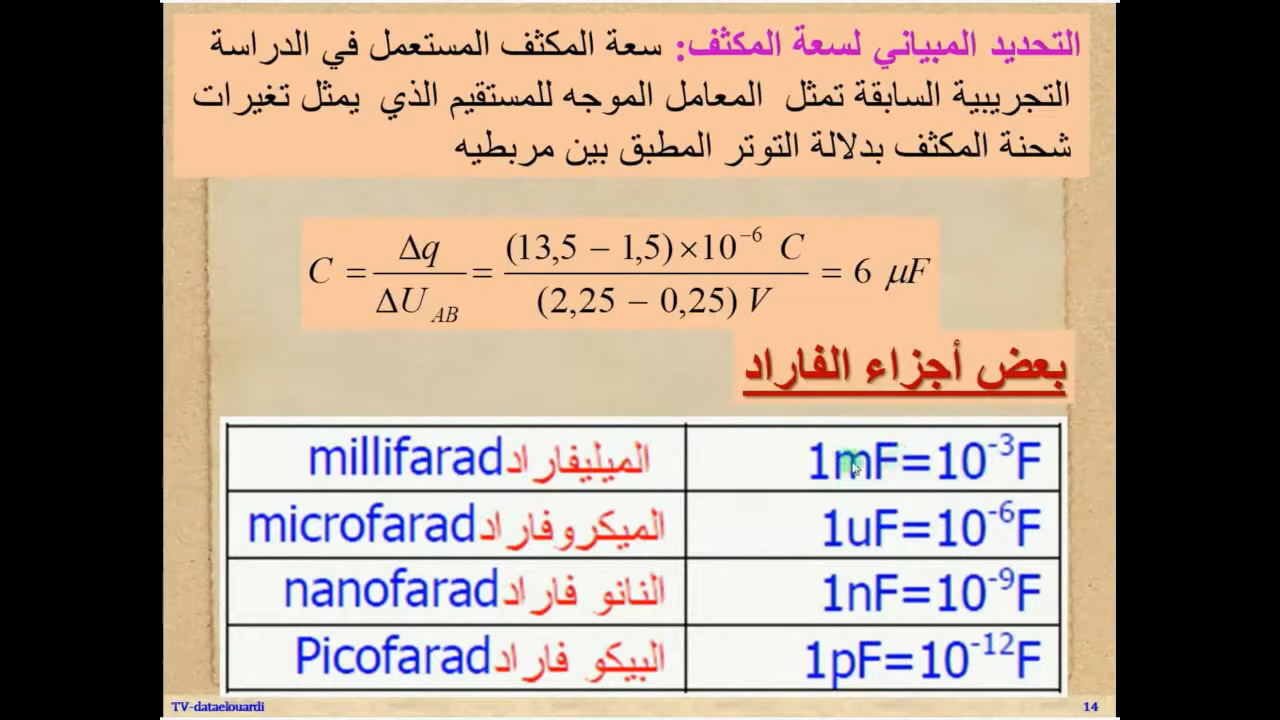 التحديد المبياني لسعة المكثف: سعة المكثف المستعمل في الدراسة
التجريبية السابقة تمثل المعامل الموجه للمستقيم الذي يمثل تغيرات
شحنة المكثف بدلالة التوتر المطبق بين مربطيه
C = Δq / ΔU_AB = (13,5 − 1,5)×10⁻⁶ C / (2,25 − 0,25) V = 6 μF
بعض أجزاء الفاراد
millifarad الميليفاراد 1mF=10⁻³F
microfarad الميكروفاراد 1uF=10⁻⁶F
nanofarad النانو فاراد 1nF=10⁻⁹F
Picofarad البيكو فاراد 1pF=10⁻¹²F
TV-dataelouardi 14